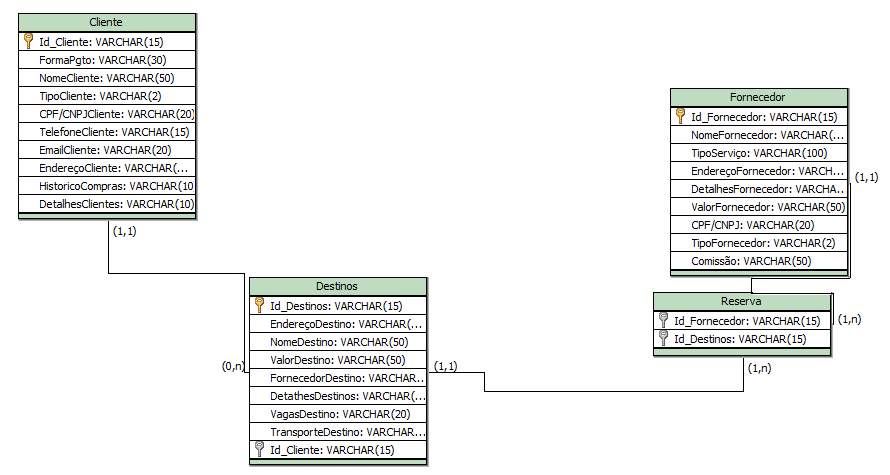 Cliente
Id_Cliente: VARCHAR(15)
FormaPgto: VARCHAR(30)
NomeCliente: VARCHAR(50)
TipoCliente: VARCHAR(2)
CPF/CNPJCliente: VARCHAR(20)
TelefoneCliente: VARCHAR(15)
EmailCliente: VARCHAR(20)
EndereçoCliente: VARCHAR(...
HistoricoCompras: VARCHAR(10
DetalhesClientes: VARCHAR(10)
(1,1)
Fornecedor
Id_Fornecedor: VARCHAR(15)
NomeFornecedor: VARCHAR(...
TipoServiço: VARCHAR(100)
EndereçoFornecedor: VARCH...
DetalhesFornecedor: VARCHA...
ValorFornecedor: VARCHAR(50)
CPF/CNPJ: VARCHAR(20)
TipoFornecedor: VARCHAR(2)
Comissão: VARCHAR(50)
(1,1)
Destinos
Id_Destinos: VARCHAR(15)
EndereçoDestino: VARCHAR(...
NomeDestino: VARCHAR(50)
ValorDestino: VARCHAR(50)
FornecedorDestino: VARCHAR...
DetathesDestinos: VARCHAR(...
VagasDestino: VARCHAR(20)
TransporteDestino: VARCHAR(...
Id_Cliente: VARCHAR(15)
(0,n)
(1,1)
Reserva
Id_Fornecedor: VARCHAR(15)
Id_Destinos: VARCHAR(15)
(1,n)
(1,n)